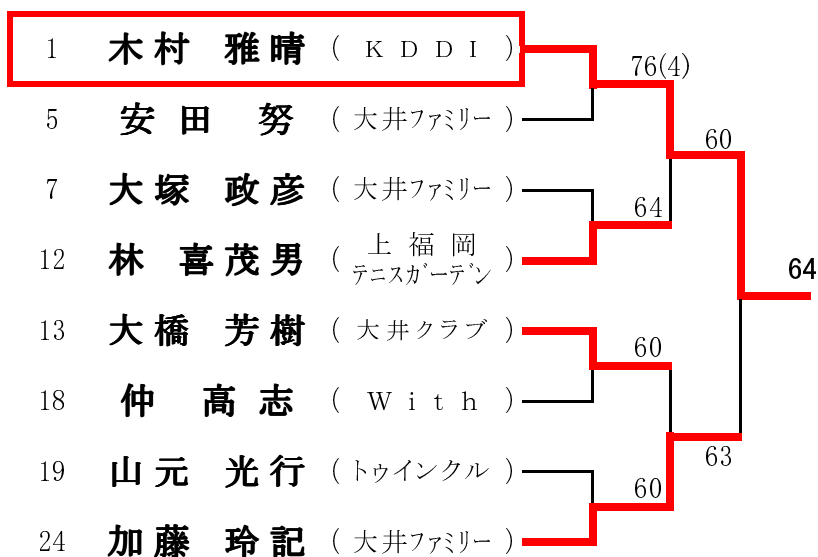 1 木村 雅晴 ( K D D I )
76(4)
5 安田 努 ( 大井ファミリー )
60
7 大塚 政彦 ( 大井ファミリー )
64
12 林 喜茂男 ( 上福岡
テニスガーデン )
64
13 大橋 芳樹 ( 大井クラブ )
60
18 仲 高志 ( W i t h )
19 山元 光行 ( トゥインクル )
63
60
24 加藤 玲記 ( 大井ファミリー )